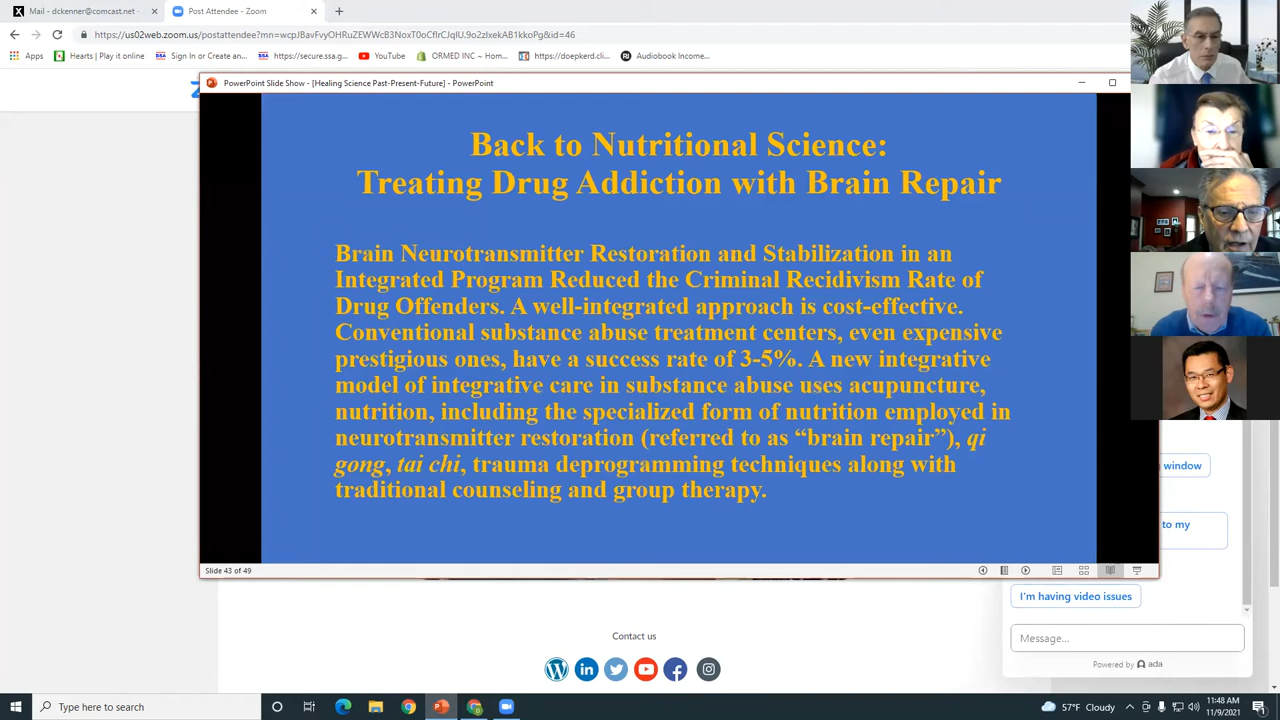 Mail - dckenner@comcast.net -
Post Attendee - Zoom
https://us02web.zoom.us/postattendee?mn=wcpJBavFvyOHRuZEWWcB3NoxT0oCflrCJqIU.9o2zIxekAB1kkoPg&id=46
Apps
Hearts | Play it online
Sign In or Create an...
https://secure.ssa.g...
YouTube
ORMED INC ~ Hom...
https://doepkerd.cli...
Audiobook Income...
PowerPoint Slide Show - [Healing Science Past-Present-Future] - PowerPoint
Back to Nutritional Science:
Treating Drug Addiction with Brain Repair
Brain Neurotransmitter Restoration and Stabilization in an
Integrated Program Reduced the Criminal Recidivism Rate of
Drug Offenders. A well-integrated approach is cost-effective.
Conventional substance abuse treatment centers, even expensive
prestigious ones, have a success rate of 3-5%. A new integrative
model of integrative care in substance abuse uses acupuncture,
nutrition, including the specialized form of nutrition employed in
neurotransmitter restoration (referred to as “brain repair”), qi
gong, tai chi, trauma deprogramming techniques along with
traditional counseling and group therapy.
Slide 43 of 49
window
to my
I'm having video issues
Message...
Powered by ada
Contact us
Type here to search
57°F Cloudy
11:48 AM
11/9/2021